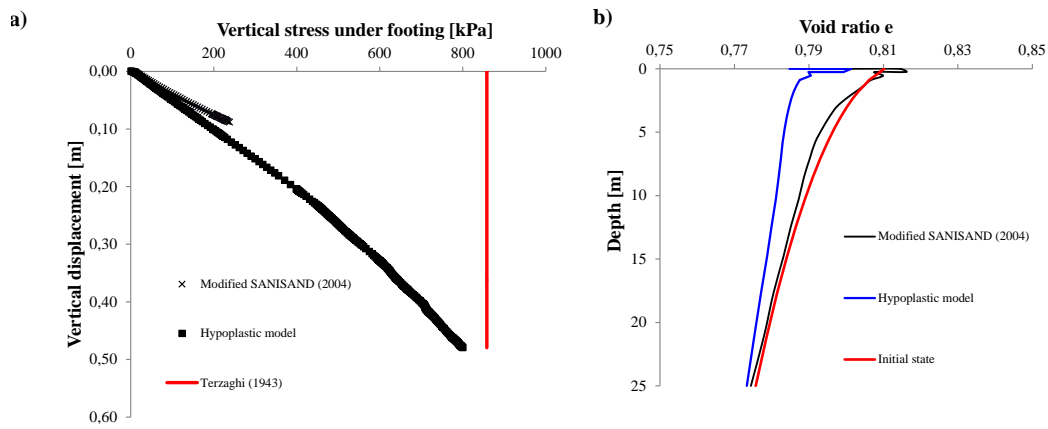 a)
Vertical stress under footing [kPa]
0 200 400 600 800 1000
0,00
0,10
0,20
0,30
0,40
0,50
0,60
Vertical displacement [m]
Modified SANISAND (2004)
Hypoplastic model
Terzaghi (1943)
b)
Void ratio e
0,75 0,77 0,79 0,81 0,83 0,85
0
5
10
15
20
25
Depth [m]
Modified SANISAND (2004)
Hypoplastic model
Initial state